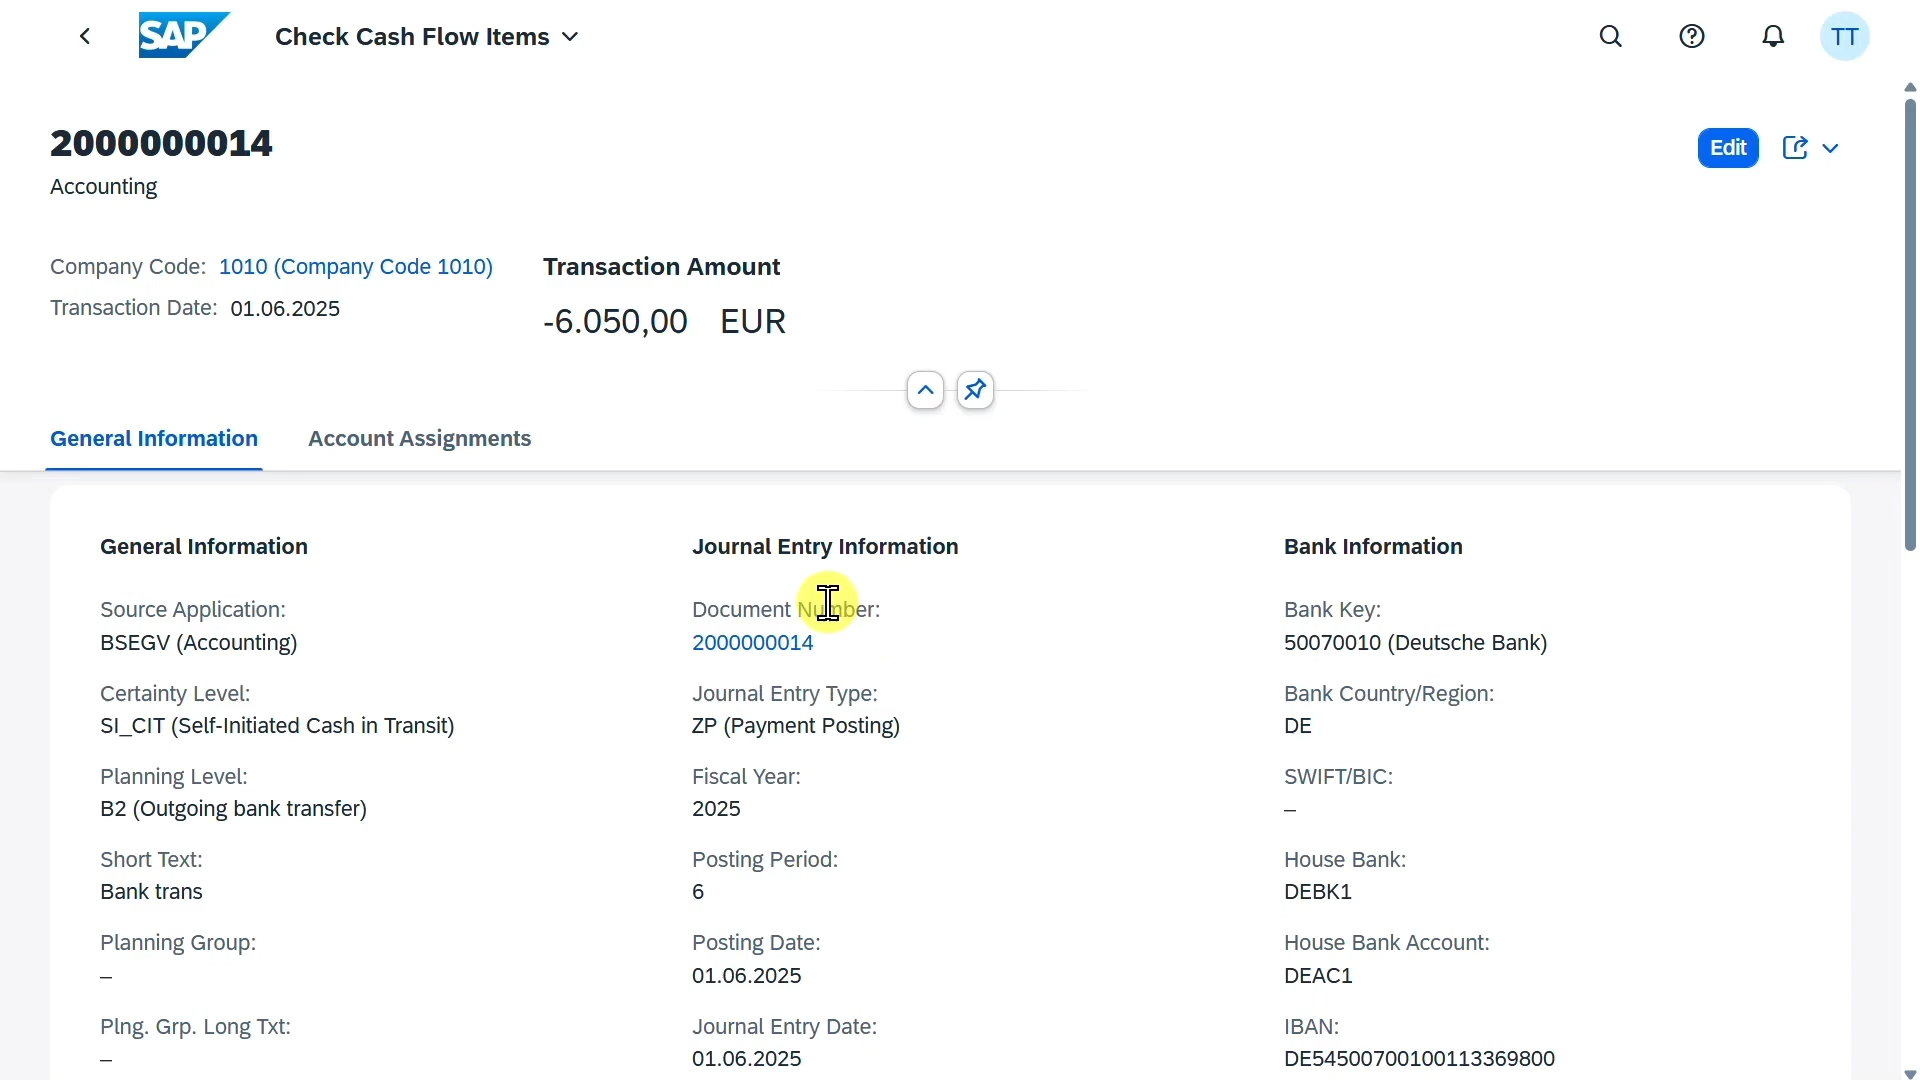 SAP Check Cash Flow Items TT
2000000014
Edit
Accounting
Company Code: 1010 (Company Code 1010)
Transaction Date: 01.06.2025
Transaction Amount
-6.050,00 EUR
General Information Account Assignments
General Information
Source Application:
BSEGV (Accounting)
Certainty Level:
SI_CIT (Self-Initiated Cash in Transit)
Planning Level:
B2 (Outgoing bank transfer)
Short Text:
Bank trans
Planning Group:
–
Plng. Grp. Long Txt:
–
Journal Entry Information
Document Number:
2000000014
Journal Entry Type:
ZP (Payment Posting)
Fiscal Year:
2025
Posting Period:
6
Posting Date:
01.06.2025
Journal Entry Date:
01.06.2025
Bank Information
Bank Key:
50070010 (Deutsche Bank)
Bank Country/Region:
DE
SWIFT/BIC:
–
House Bank:
DEBK1
House Bank Account:
DEAC1
IBAN:
DE54500700100113369800